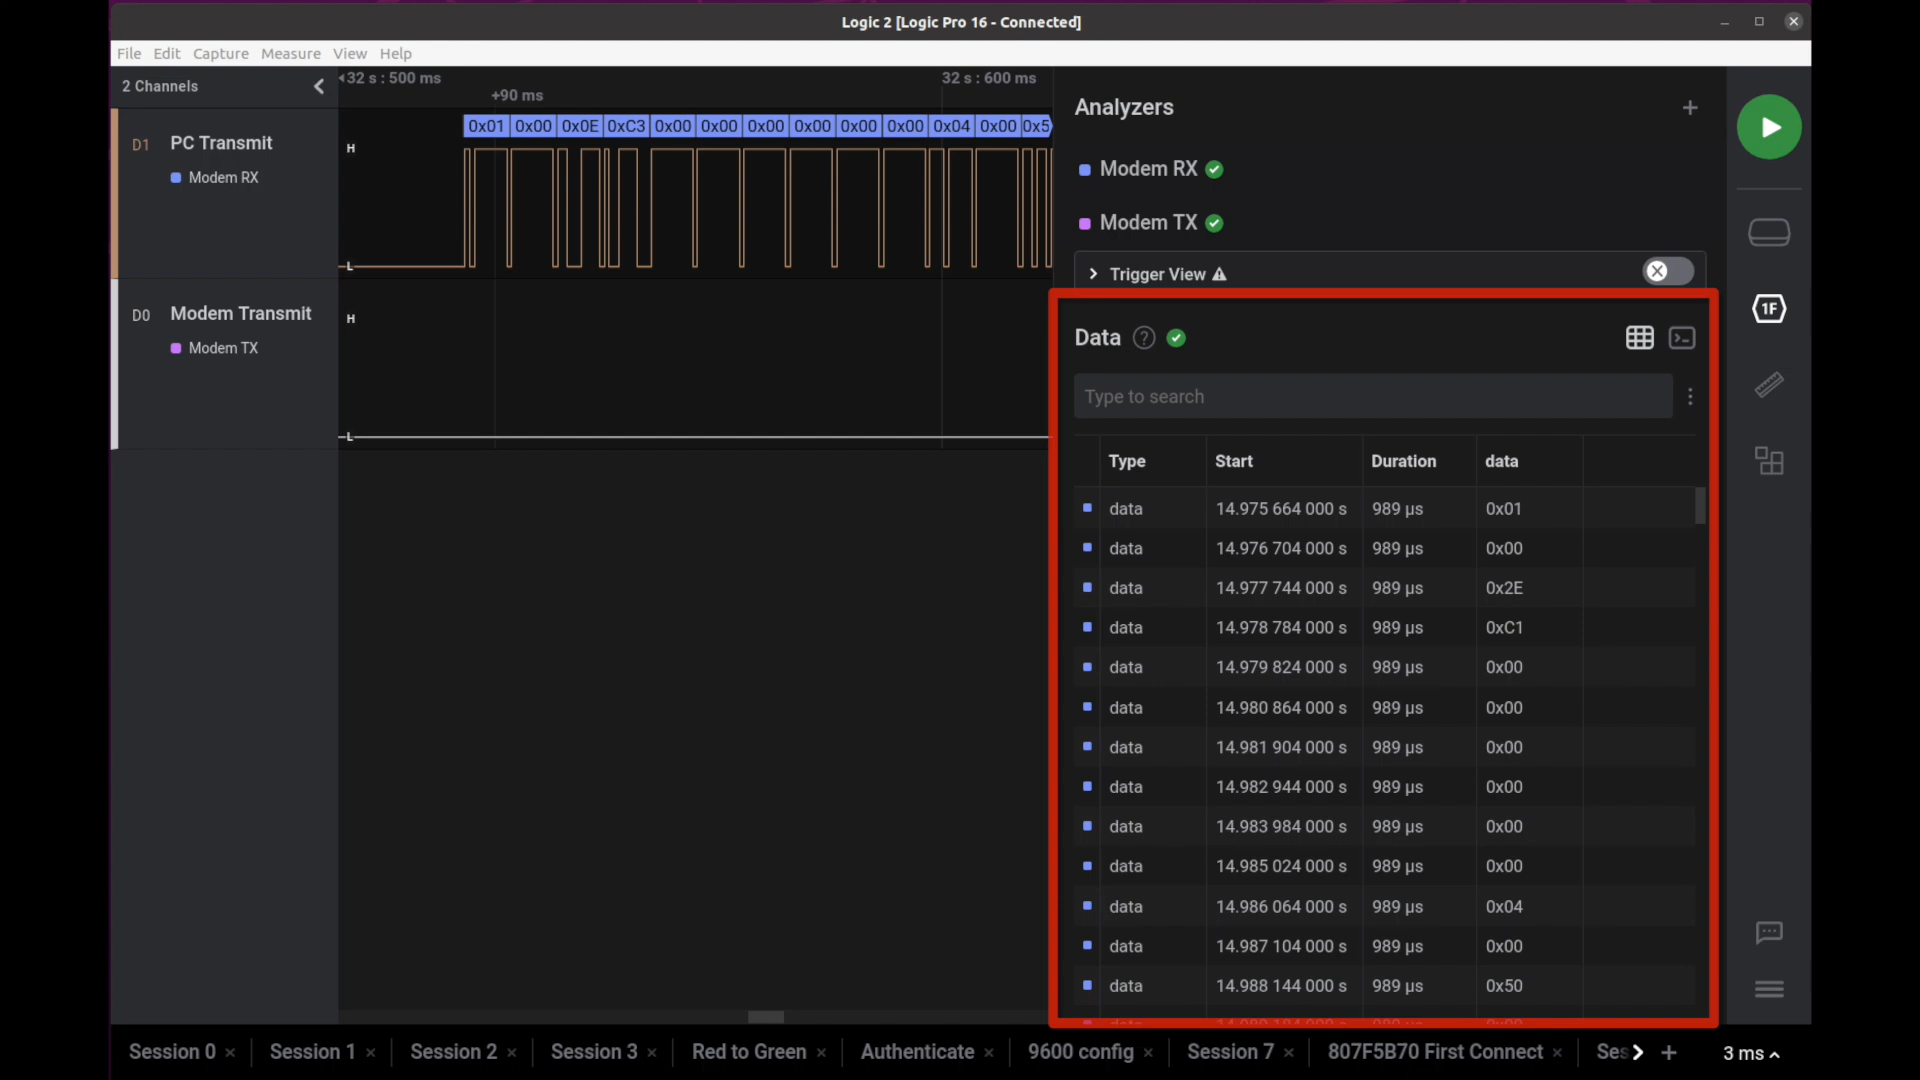 Logic 2 [Logic Pro 16 - Connected]
File Edit Capture Measure View Help
2 Channels
32 s : 500 ms
32 s : 600 ms
+90 ms
D1 PC Transmit
Modem RX
H
L
0x01 0x00 0x0E 0xC3 0x00 0x00 0x00 0x00 0x00 0x00 0x04 0x00 0x5
D0 Modem Transmit
Modem TX
H
L
Analyzers
Modem RX
Modem TX
Trigger View
1F
Data
Type to search
Type Start Duration data
data 14.975 664 000 s 989 μs 0x01
data 14.976 704 000 s 989 μs 0x00
data 14.977 744 000 s 989 μs 0x2E
data 14.978 784 000 s 989 μs 0xC1
data 14.979 824 000 s 989 μs 0x00
data 14.980 864 000 s 989 μs 0x00
data 14.981 904 000 s 989 μs 0x00
data 14.982 944 000 s 989 μs 0x00
data 14.983 984 000 s 989 μs 0x00
data 14.985 024 000 s 989 μs 0x00
data 14.986 064 000 s 989 μs 0x04
data 14.987 104 000 s 989 μs 0x00
data 14.988 144 000 s 989 μs 0x50
Session 0 Session 1 Session 2 Session 3 Red to Green Authenticate 9600 config Session 7 807F5B70 First Connect Ses 3 ms